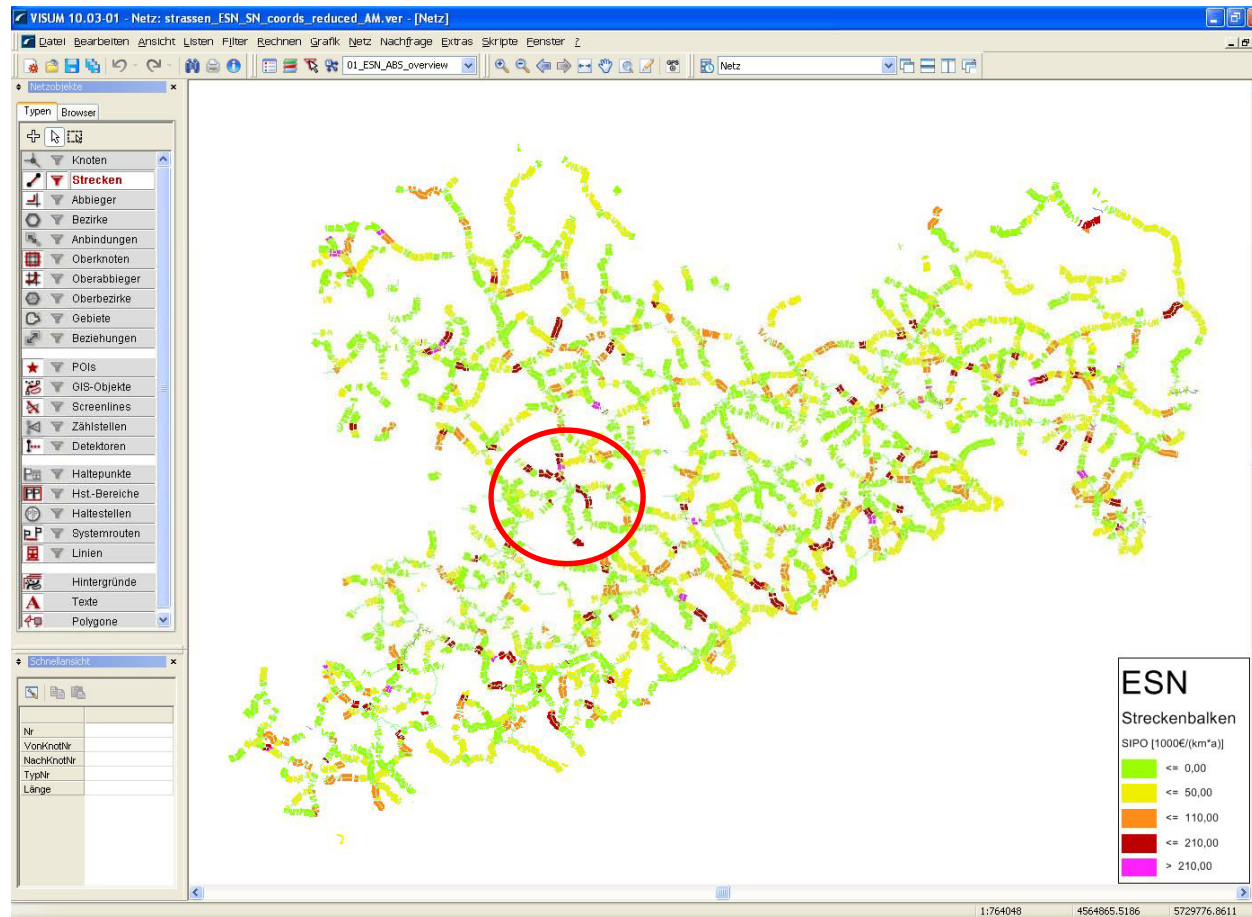 VISUM 10.03-01 - Netz: strassen_ESN_SN_coords_reduced_AM.ver - [Netz]
Datei Bearbeiten Ansicht Listen Filter Rechnen Grafik Netz Nachfrage Extras Skripte Fenster ?
01_ESN_ABS_overview Netz
Netzobjekte
Typen Browser
Knoten
Strecken
Abbieger
Bezirke
Anbindungen
Oberknoten
Oberabbieger
Oberbezirke
Gebiete
Beziehungen
POIs
GIS-Objekte
Screenlines
Zählstellen
Detektoren
Haltepunkte
Hst.-Bereiche
Haltestellen
Systemrouten
Linien
Hintergründe
Texte
Polygone
Schnellansicht
Nr
VonKnotNr
NachKnotNr
TypNr
Länge
ESN
Streckenbalken
SIPO [1000€/(km*a)]
<= 0,00
<= 50,00
<= 110,00
<= 210,00
> 210,00
1:764048 4564865.5186 5729776.8611